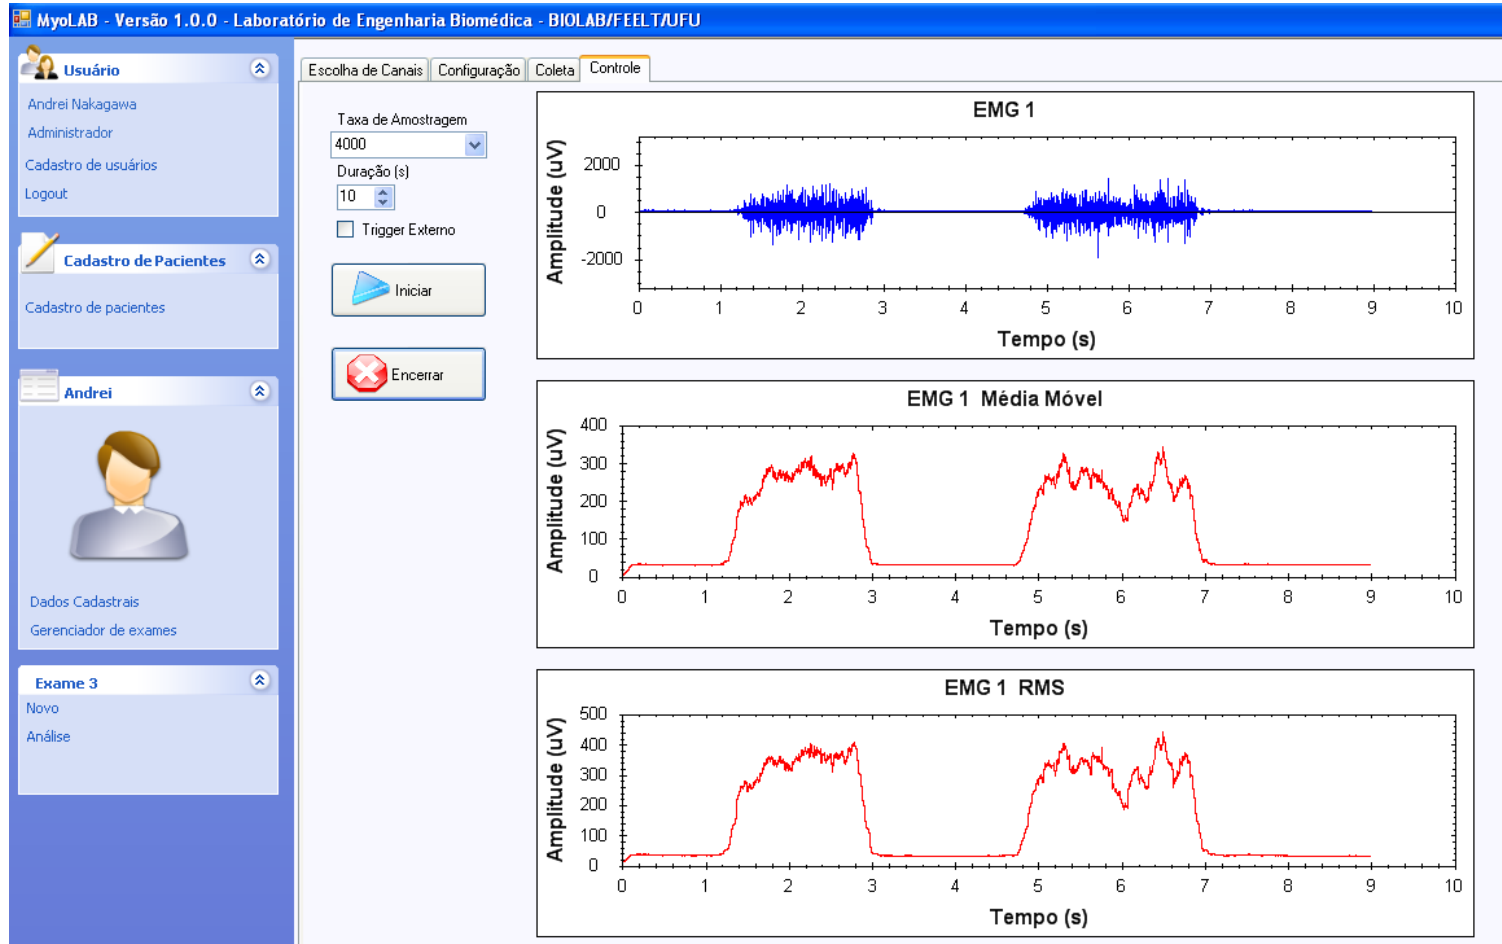 MyoLAB - Versão 1.0.0 - Laboratório de Engenharia Biomédica - BIOLAB/FEELT/UFU
Usuário
Andrei Nakagawa
Administrador
Cadastro de usuários
Logout
Cadastro de Pacientes
Cadastro de pacientes
Andrei
Dados Cadastrais
Gerenciador de exames
Exame 3
Novo
Análise
Escolha de Canais Configuração Coleta Controle
Taxa de Amostragem
4000
Duração (s)
10
Trigger Externo
Iniciar
Encerrar
EMG 1
Amplitude (uV)
2000
0
-2000
0 1 2 3 4 5 6 7 8 9 10
Tempo (s)
EMG 1 Média Móvel
Amplitude (uV)
400
300
200
100
0
0 1 2 3 4 5 6 7 8 9 10
Tempo (s)
EMG 1 RMS
Amplitude (uV)
500
400
300
200
100
0
0 1 2 3 4 5 6 7 8 9 10
Tempo (s)